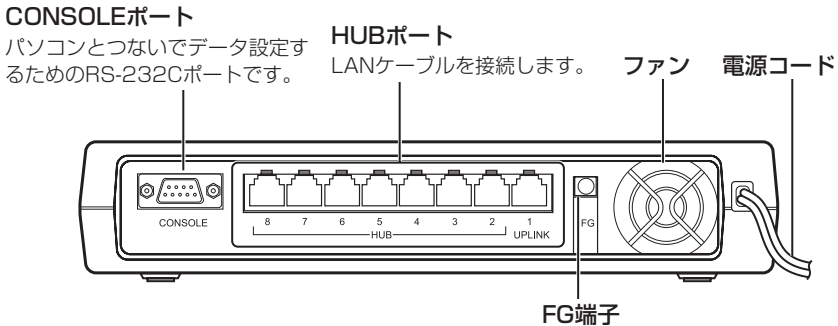 CONSOLEポート
パソコンとつないでデータ設定す
るためのRS-232Cポートです。
HUBポート
LANケーブルを接続します。
ファン
電源コード
CONSOLE
8 7 6 5 4 3 2 1
HUB
UPLINK
FG
FG端子